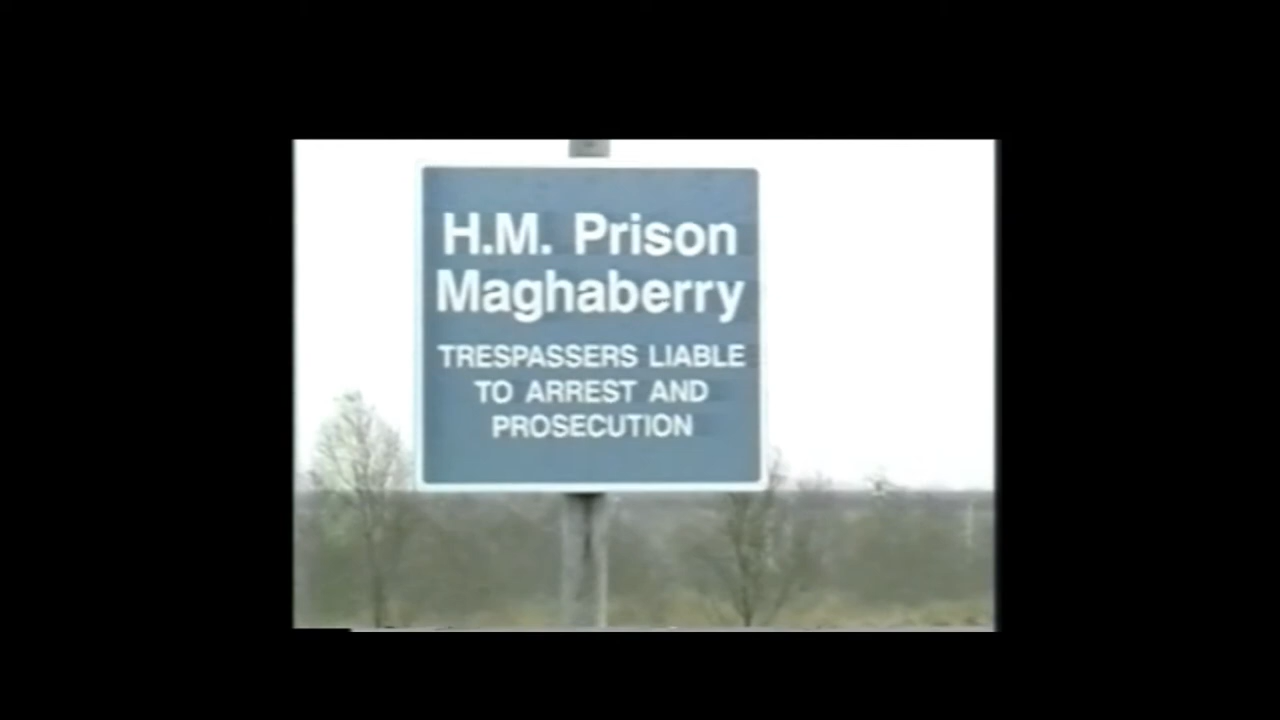 H.M. Prison
Maghaberry
TRESPASSERS LIABLE
TO ARREST AND
PROSECUTION